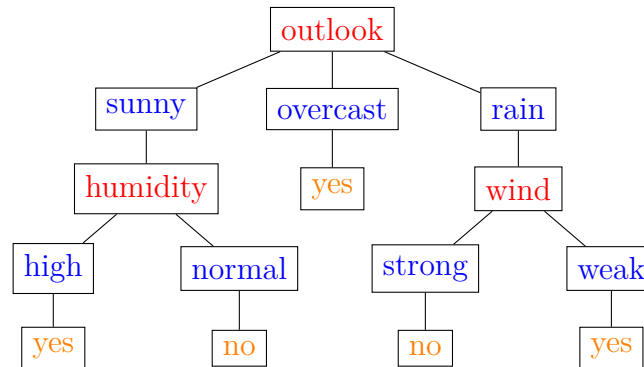 outlook
sunny overcast rain
humidity yes wind
high normal strong weak
yes no no yes